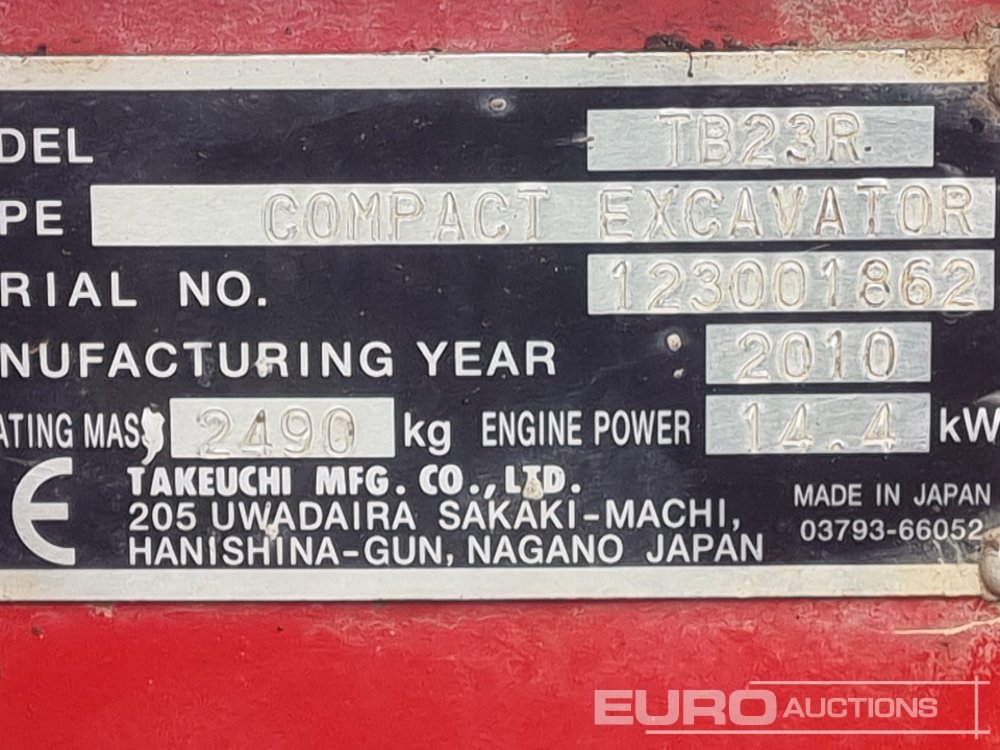 DEL TB23R
PE COMPACT EXCAVATOR
RIAL NO. 123001862
NUFACTURING YEAR 2010
ATING MASS 2490 kg ENGINE POWER 14.4 kW
CE TAKEUCHI MFG. CO., LTD.
205 UWADAIRA SAKAKI-MACHI,
HANISHINA-GUN, NAGANO JAPAN
MADE IN JAPAN
03793-66052
EURO AUCTIONS